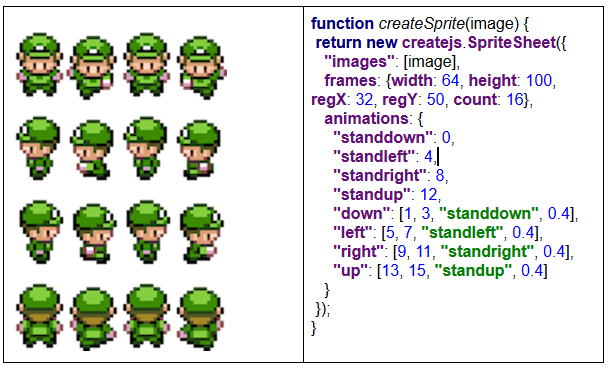 function createSprite(image) {
return new createjs.SpriteSheet({
"images": [image],
frames: {width: 64, height: 100,
regX: 32, regY: 50, count: 16},
animations: {
"standdown": 0,
"standleft": 4,
"standright": 8,
"standup": 12,
"down": [1, 3, "standdown", 0.4],
"left": [5, 7, "standleft", 0.4],
"right": [9, 11, "standright", 0.4],
"up": [13, 15, "standup", 0.4]
}
});
}